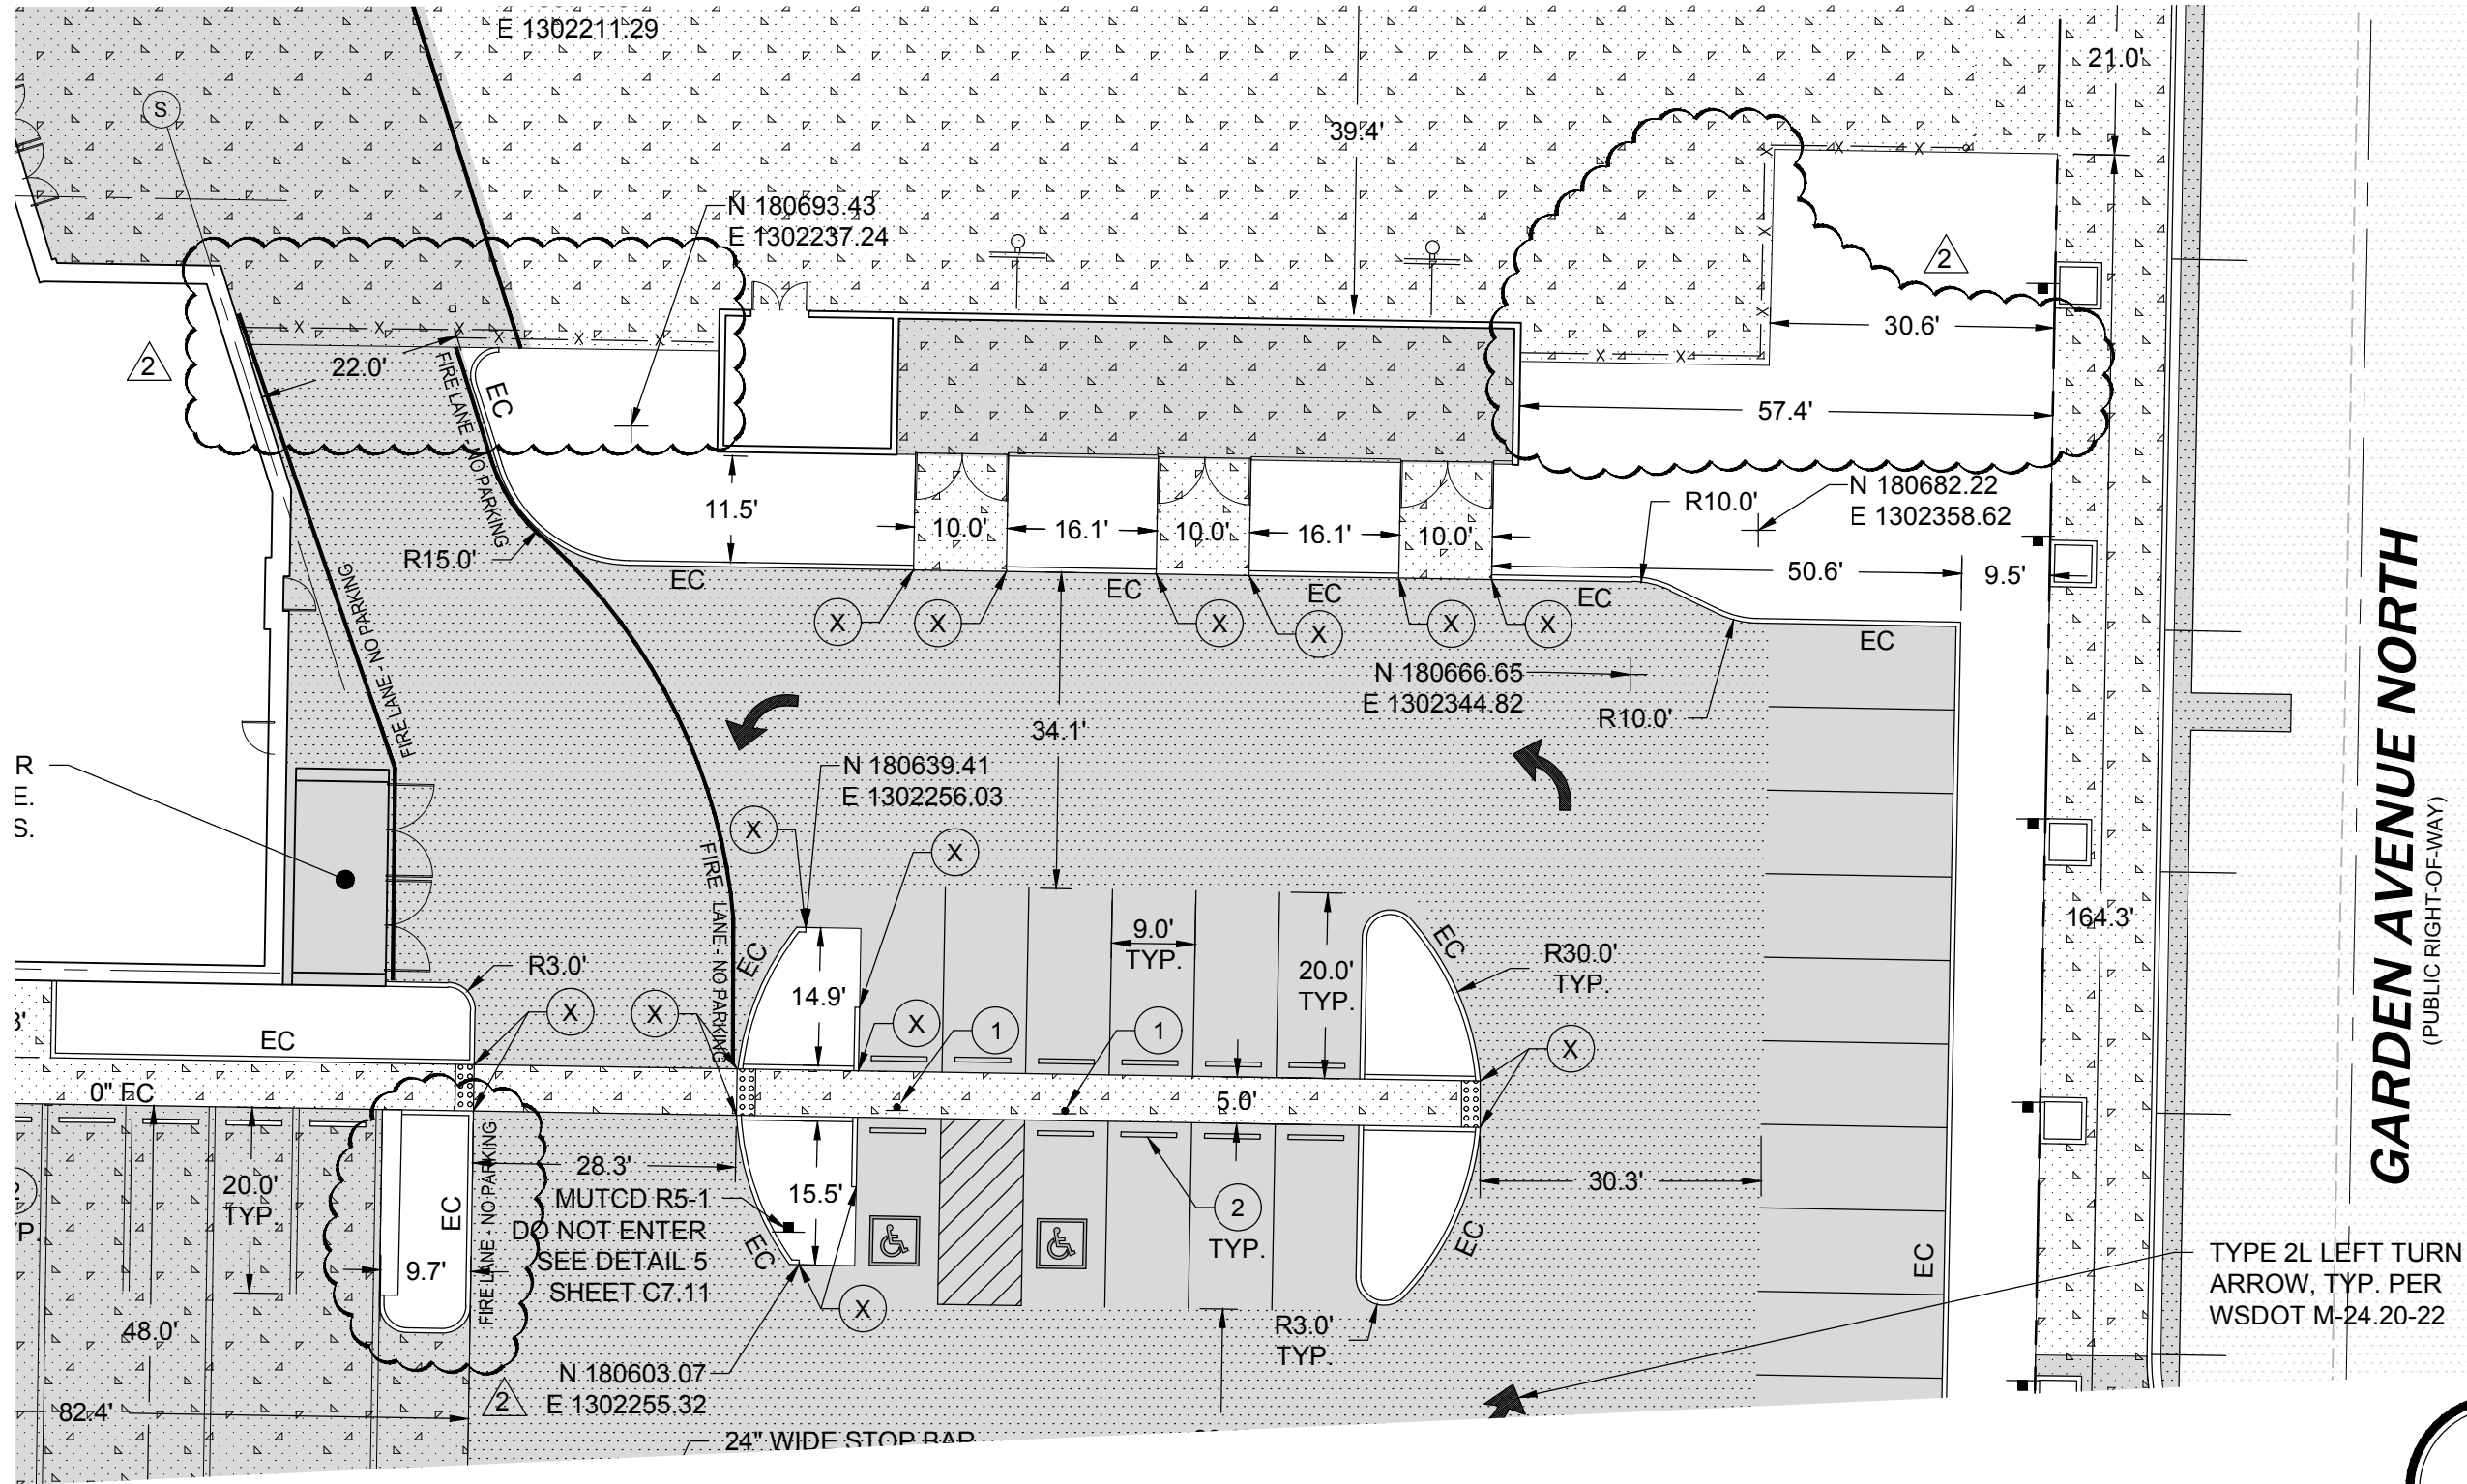 E 1302211.29
21.0'
S
39.4'
N 180693.43
E 1302237.24
2
30.6'
2
22.0'
FIRE LANE - NO PARKING
EC
57.4'
N 180682.22
E 1302358.62
R10.0'
11.5'
10.0'
16.1'
10.0'
16.1'
10.0'
R15.0'
50.6'
9.5'
EC
EC
EC
EC
EC
X
X
X
X
X
X
FIRE LANE - NO PARKING
FIRE LANE - NO PARKING
N 180666.65
E 1302344.82
R10.0'
34.1'
R
E.
S.
N 180639.41
E 1302256.03
X
X
GARDEN AVENUE NORTH
(PUBLIC RIGHT-OF-WAY)
164.3'
9.0'
TYP.
EC
EC
R30.0'
TYP.
20.0'
TYP.
R3.0'
14.9'
X
X
X
1
1
X
EC
0" EC
5.0'
28.3'
15.5'
30.3'
20.0'
TYP.
EC
FIRE LANE - NO PARKING
MUTCD R5-1
DO NOT ENTER
SEE DETAIL 5
SHEET C7.11
EC
2
TYP.
EC
EC
9.7'
X
R3.0'
TYP.
TYPE 2L LEFT TURN
ARROW, TYP. PER
WSDOT M-24.20-22
48.0'
N 180603.07
E 1302255.32
2
82.4'
24" WIDE STOP BAR